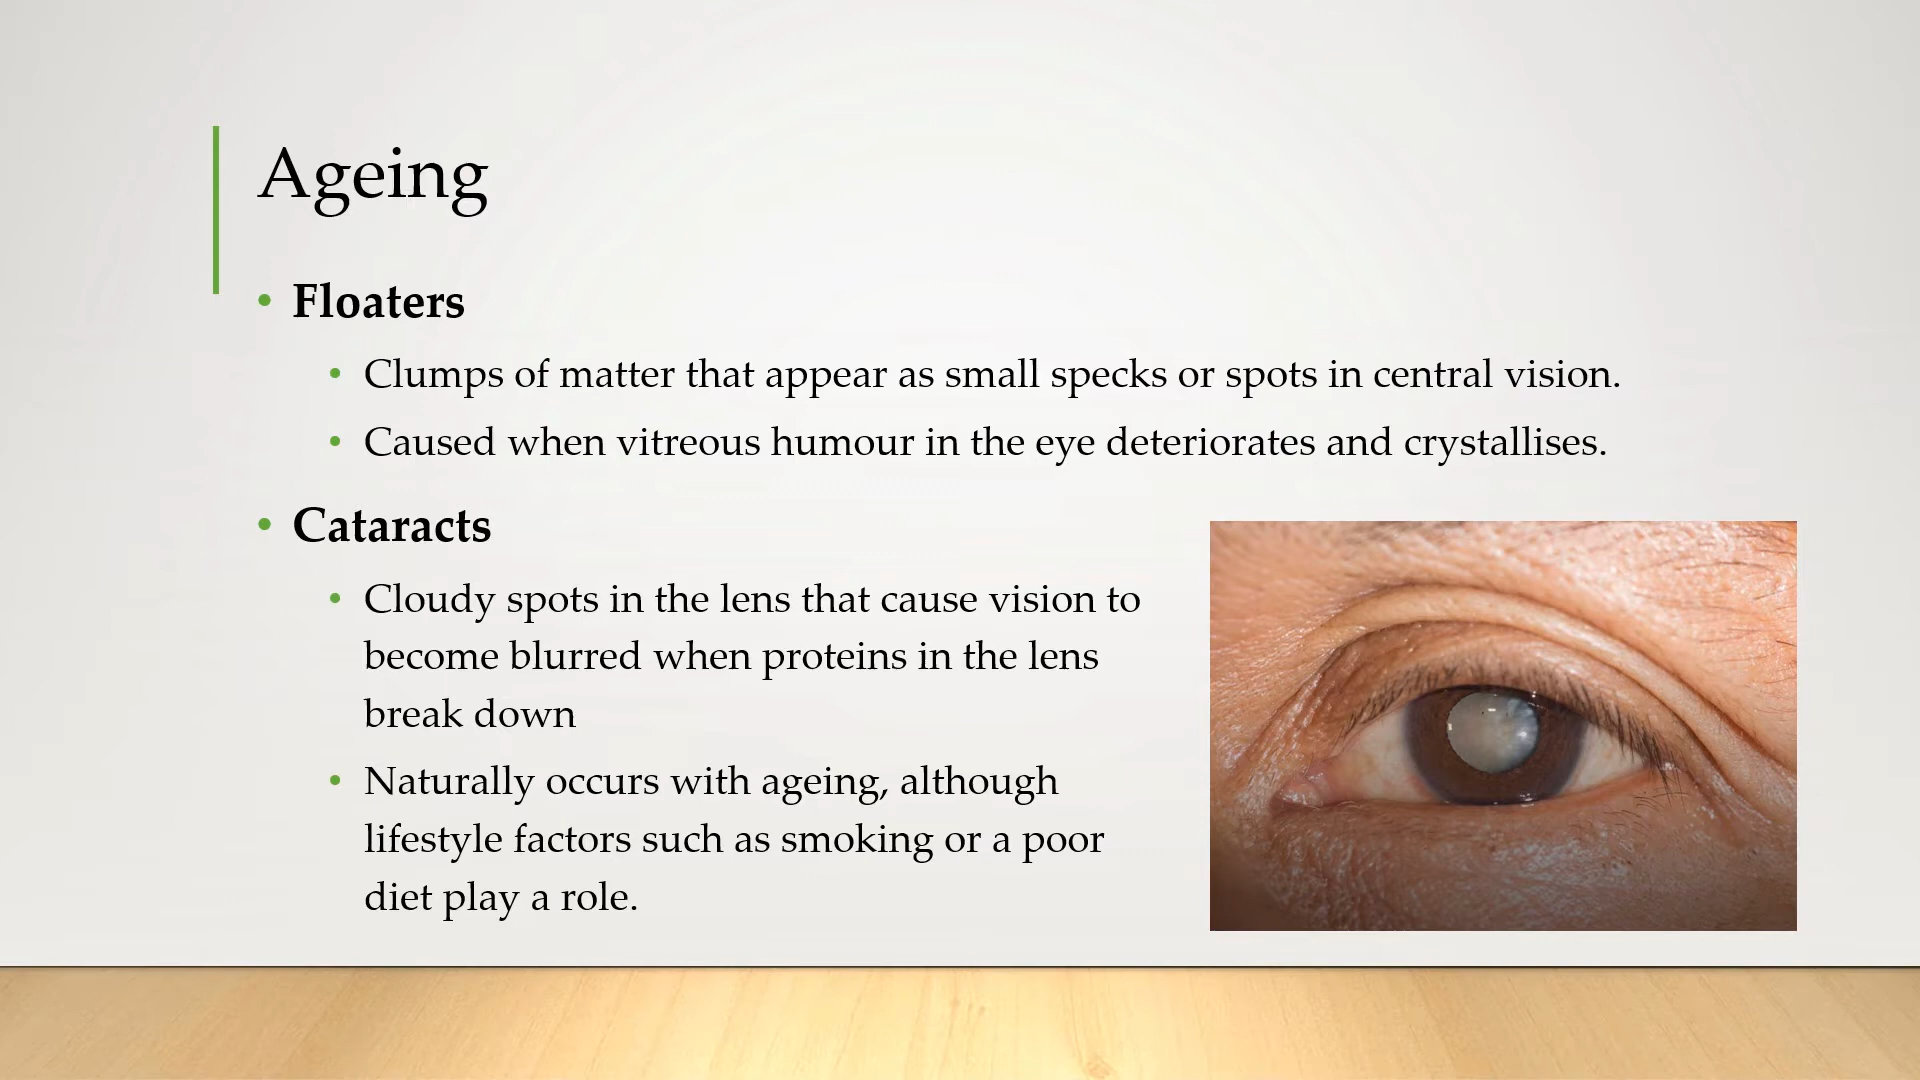 Ageing
• Floaters
• Clumps of matter that appear as small specks or spots in central vision.
• Caused when vitreous humour in the eye deteriorates and crystallises.
• Cataracts
• Cloudy spots in the lens that cause vision to
become blurred when proteins in the lens
break down
• Naturally occurs with ageing, although
lifestyle factors such as smoking or a poor
diet play a role.